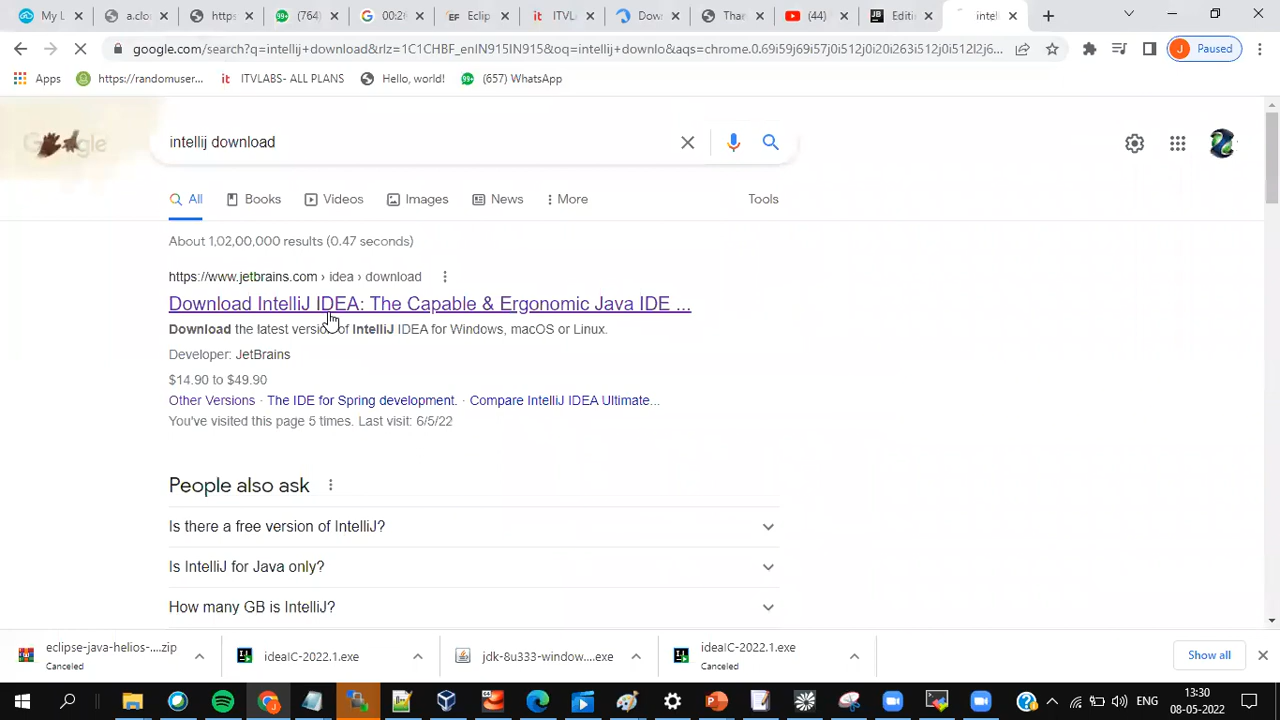 My L
a.clo
https
(764)
00:2
Eclip
ITVL
Dow
Tha
(44)
Editi
intel
google.com/search?q=intellij+download&rlz=1C1CHBF_enIN915IN915&oq=intellij+downlo&aqs=chrome.0.69i59j69i57j0i512j0i20i263i512j0i512l2j6...
J Paused
Apps
https://randomuser...
ITVLABS- ALL PLANS
Hello, world!
(657) WhatsApp
Google
intellij download
All
Books
Videos
Images
News
More
Tools
About 1,02,00,000 results (0.47 seconds)
https://www.jetbrains.com › idea › download
Download IntelliJ IDEA: The Capable & Ergonomic Java IDE ...
Download the latest version of IntelliJ IDEA for Windows, macOS or Linux.
Developer: JetBrains
$14.90 to $49.90
Other Versions · The IDE for Spring development. · Compare IntelliJ IDEA Ultimate...
You've visited this page 5 times. Last visit: 6/5/22
People also ask
Is there a free version of IntelliJ?
Is IntelliJ for Java only?
How many GB is IntelliJ?
eclipse-java-helios-....zip
Canceled
ideaIC-2022.1.exe
jdk-8u333-window....exe
ideaIC-2022.1.exe
Canceled
Show all
ENG
13:30
08-05-2022